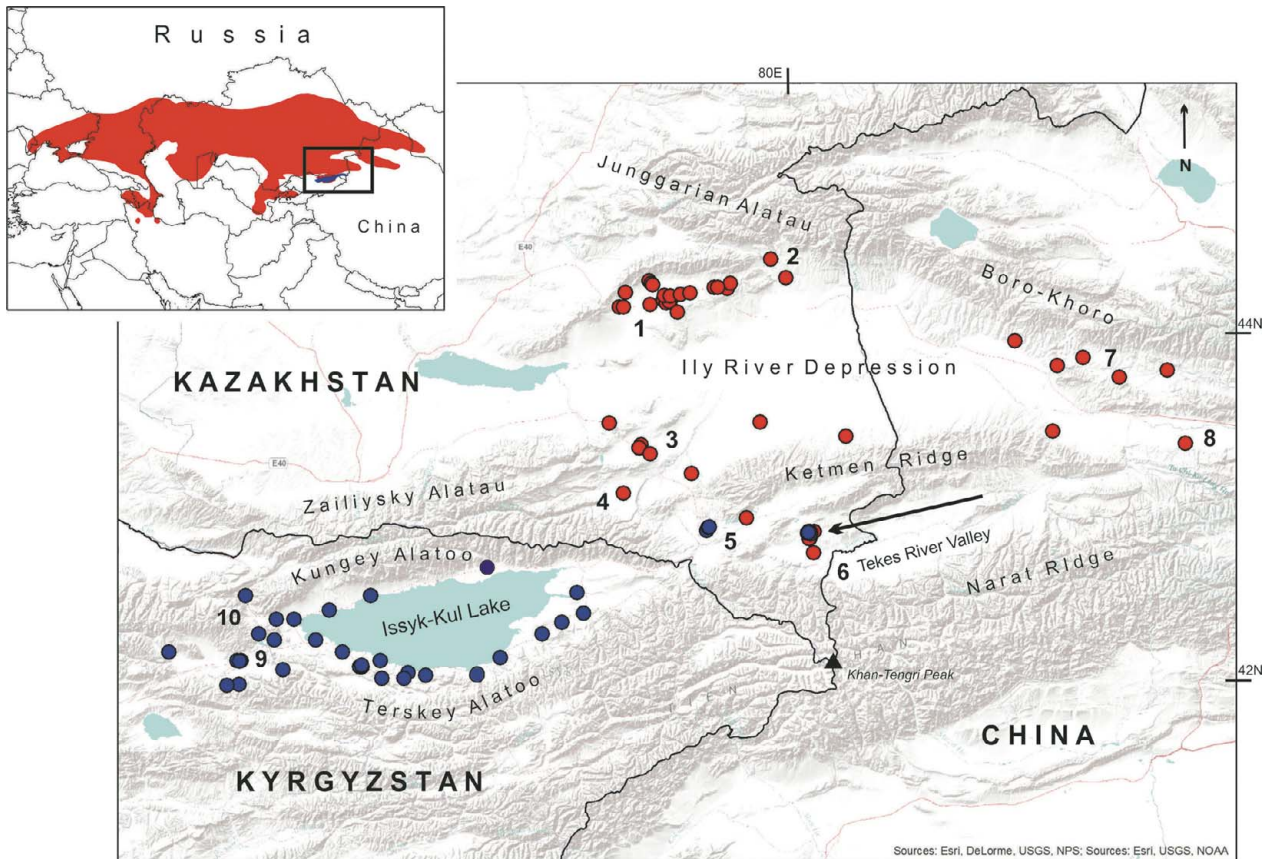 Russia
China
80E
N
Junggarian Alatau
E40
2
Boro-Khoro
1
44N
7
KAZAKHSTAN
Ily River Depression
3
8
E40
Ketmen Ridge
Zailiysky Alatau
4
5
Tekes River Valley
6
Kungey Alatoo
Narat RIdge
10
Issyk-Kul Lake
9
Khan-Tengri Peak
42N
Terskey Alatoo
CHINA
KYRGYZSTAN
Sources: Esri, DeLorme, USGS, NPS; Sources: Esri, USGS, NOAA